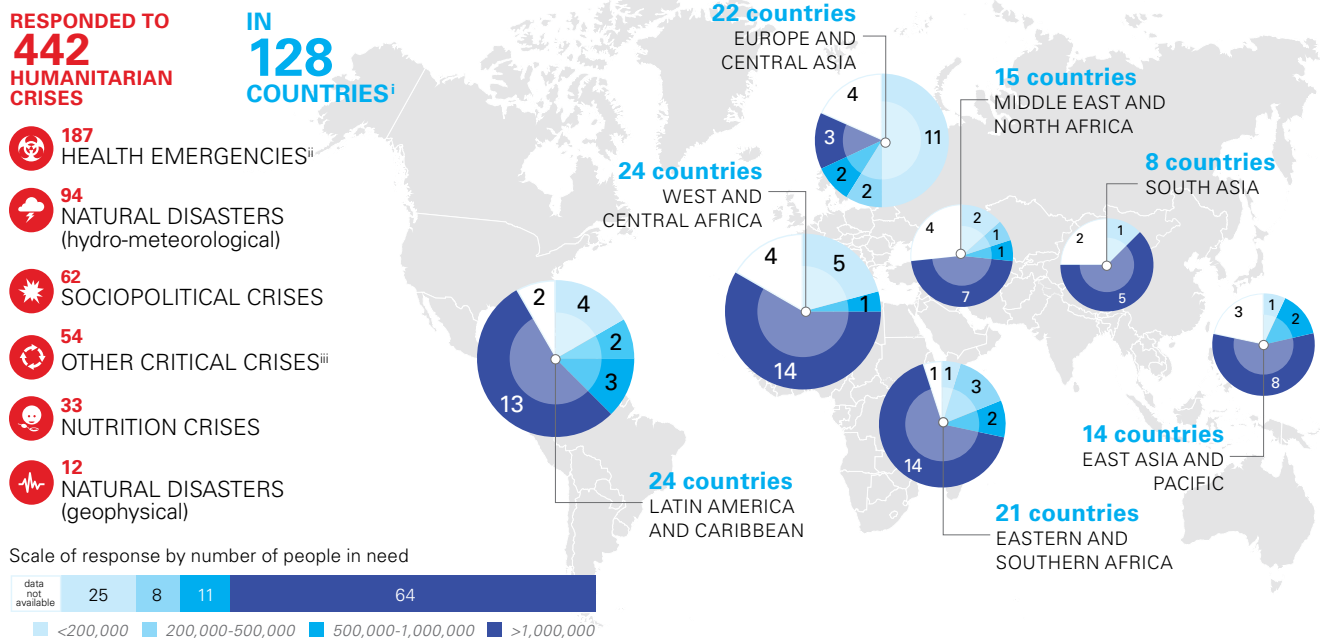 RESPONDED TO
442
HUMANITARIAN
CRISES
IN
128
COUNTRIESⁱ
187
HEALTH EMERGENCIESⁱⁱ
94
NATURAL DISASTERS
(hydro-meteorological)
62
SOCIOPOLITICAL CRISES
54
OTHER CRITICAL CRISESⁱⁱⁱ
33
NUTRITION CRISES
12
NATURAL DISASTERS
(geophysical)
Scale of response by number of people in need
data
not
available
25
8
11
64
<200,000
200,000-500,000
500,000-1,000,000
>1,000,000
22 countries
EUROPE AND
CENTRAL ASIA
4
11
3
2
2
15 countries
MIDDLE EAST AND
NORTH AFRICA
4
2
1
1
7
8 countries
SOUTH ASIA
2
1
5
24 countries
WEST AND
CENTRAL AFRICA
4
5
1
14
2
4
2
3
13
24 countries
LATIN AMERICA
AND CARIBBEAN
1
1
3
2
14
21 countries
EASTERN AND
SOUTHERN AFRICA
3
1
2
8
14 countries
EAST ASIA AND
PACIFIC